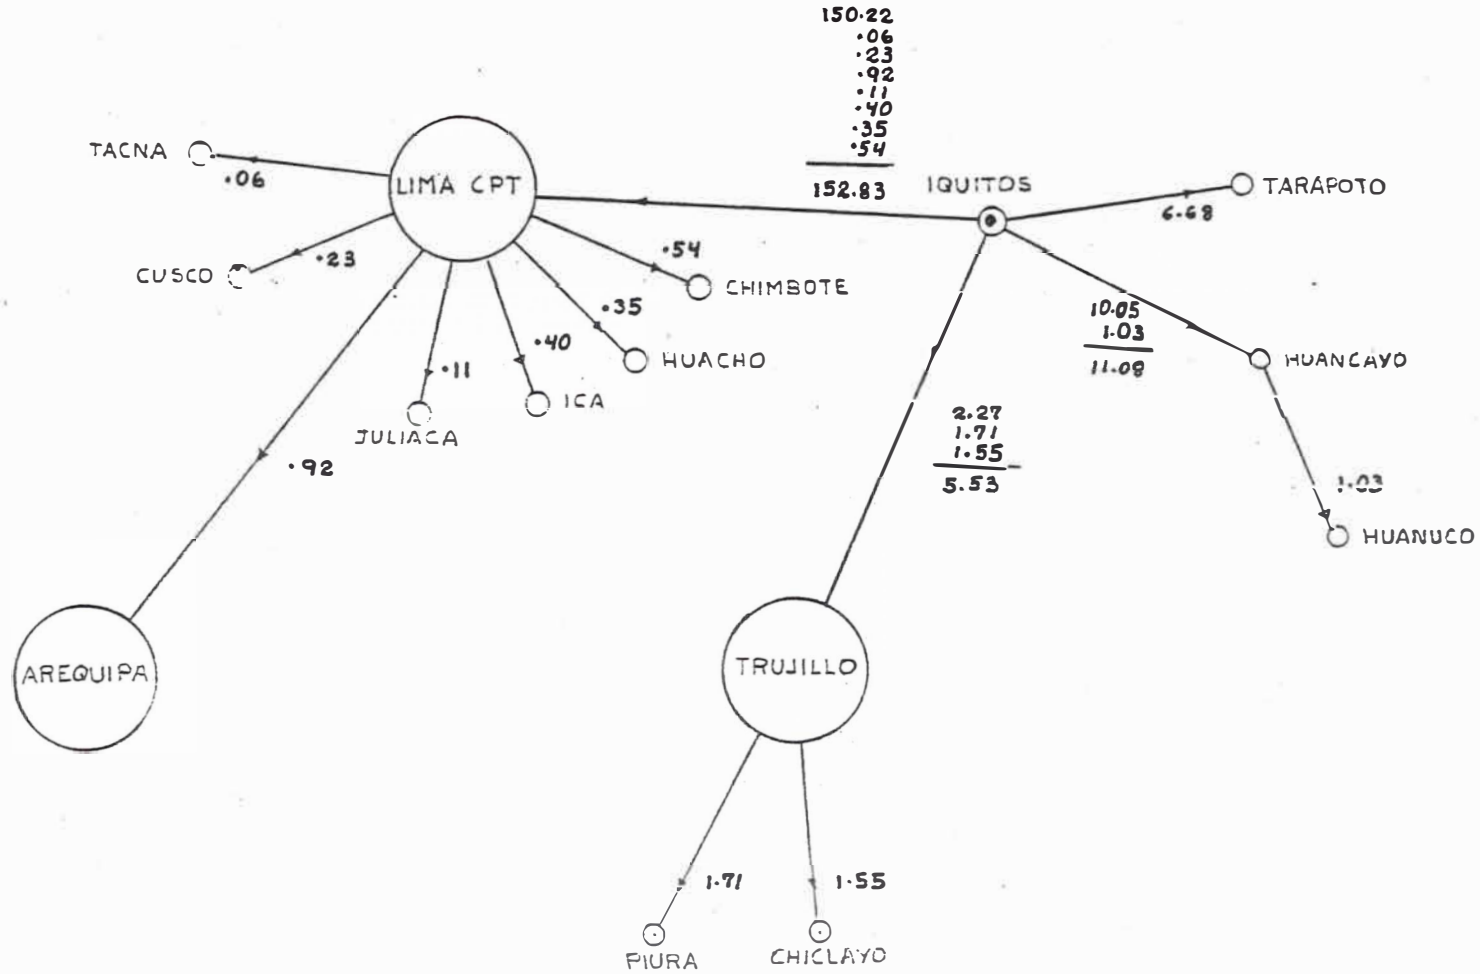 150.22
.06
.23
.92
.11
.40
.35
.54
152.83
TACNA
.06
LIMA CPT
IQUITOS
TARAPOTO
6.68
CUSCO
.23
.54
CHIMBOTE
.35
HUACHO
10.05
1.03
11.08
HUANCAYO
.11
.40
ICA
JULIACA
.92
2.27
1.71
1.55
5.53
1.03
HUANUCO
AREQUIPA
TRUJILLO
1.71
1.55
PIURA
CHICLAYO